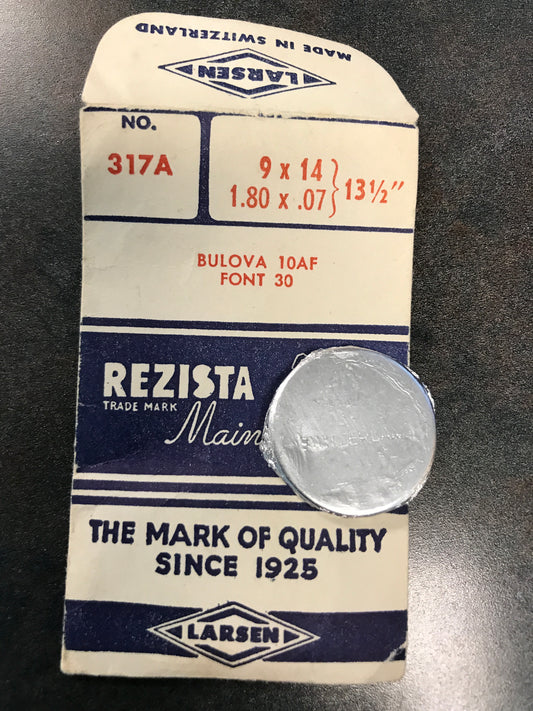 MADE IN SWITZERLAND
LARSEN
NO.
317A
9 x 14
1.80 x .07
13½"
BULOVA 10AF
FONT 30
REZISTA
TRADE MARK
Main
THE MARK OF QUALITY
SINCE 1925
LARSEN